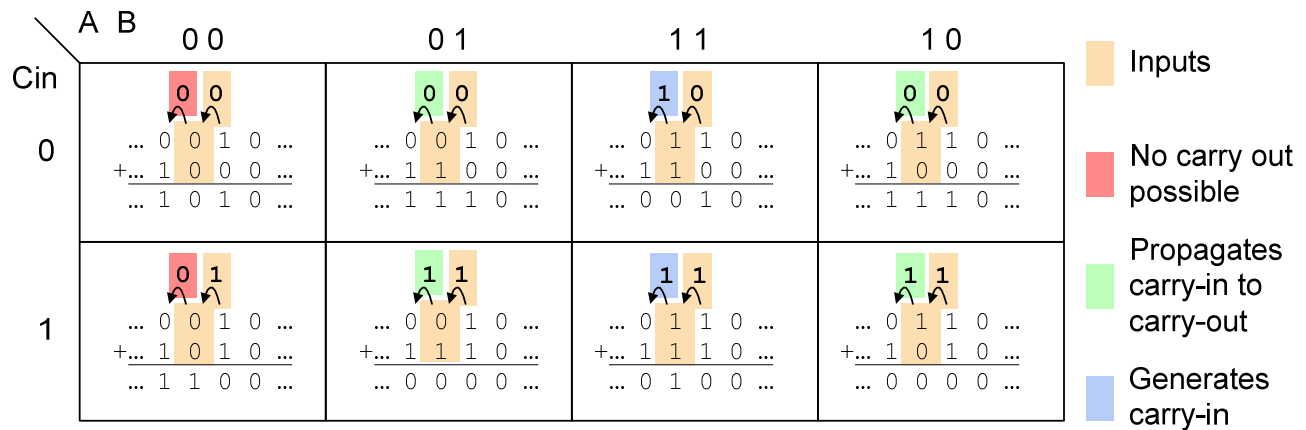 A B
0 0
0 1
1 1
1 0
Cin
0
0 0
... 0 0 1 0 ...
+... 1 0 0 0 ...
... 1 0 1 0 ...
0 0
... 0 0 1 0 ...
+... 1 1 0 0 ...
... 1 1 1 0 ...
1 0
... 0 1 1 0 ...
+... 1 1 0 0 ...
... 0 0 1 0 ...
0 0
... 0 1 1 0 ...
+... 1 0 0 0 ...
... 1 1 1 0 ...
1
0 1
... 0 0 1 0 ...
+... 1 0 1 0 ...
... 1 1 0 0 ...
1 1
... 0 0 1 0 ...
+... 1 1 1 0 ...
... 0 0 0 0 ...
1 1
... 0 1 1 0 ...
+... 1 1 1 0 ...
... 0 1 0 0 ...
1 1
... 0 1 1 0 ...
+... 1 0 1 0 ...
... 0 0 0 0 ...
Inputs
No carry out
possible
Propagates
carry-in to
carry-out
Generates
carry-in